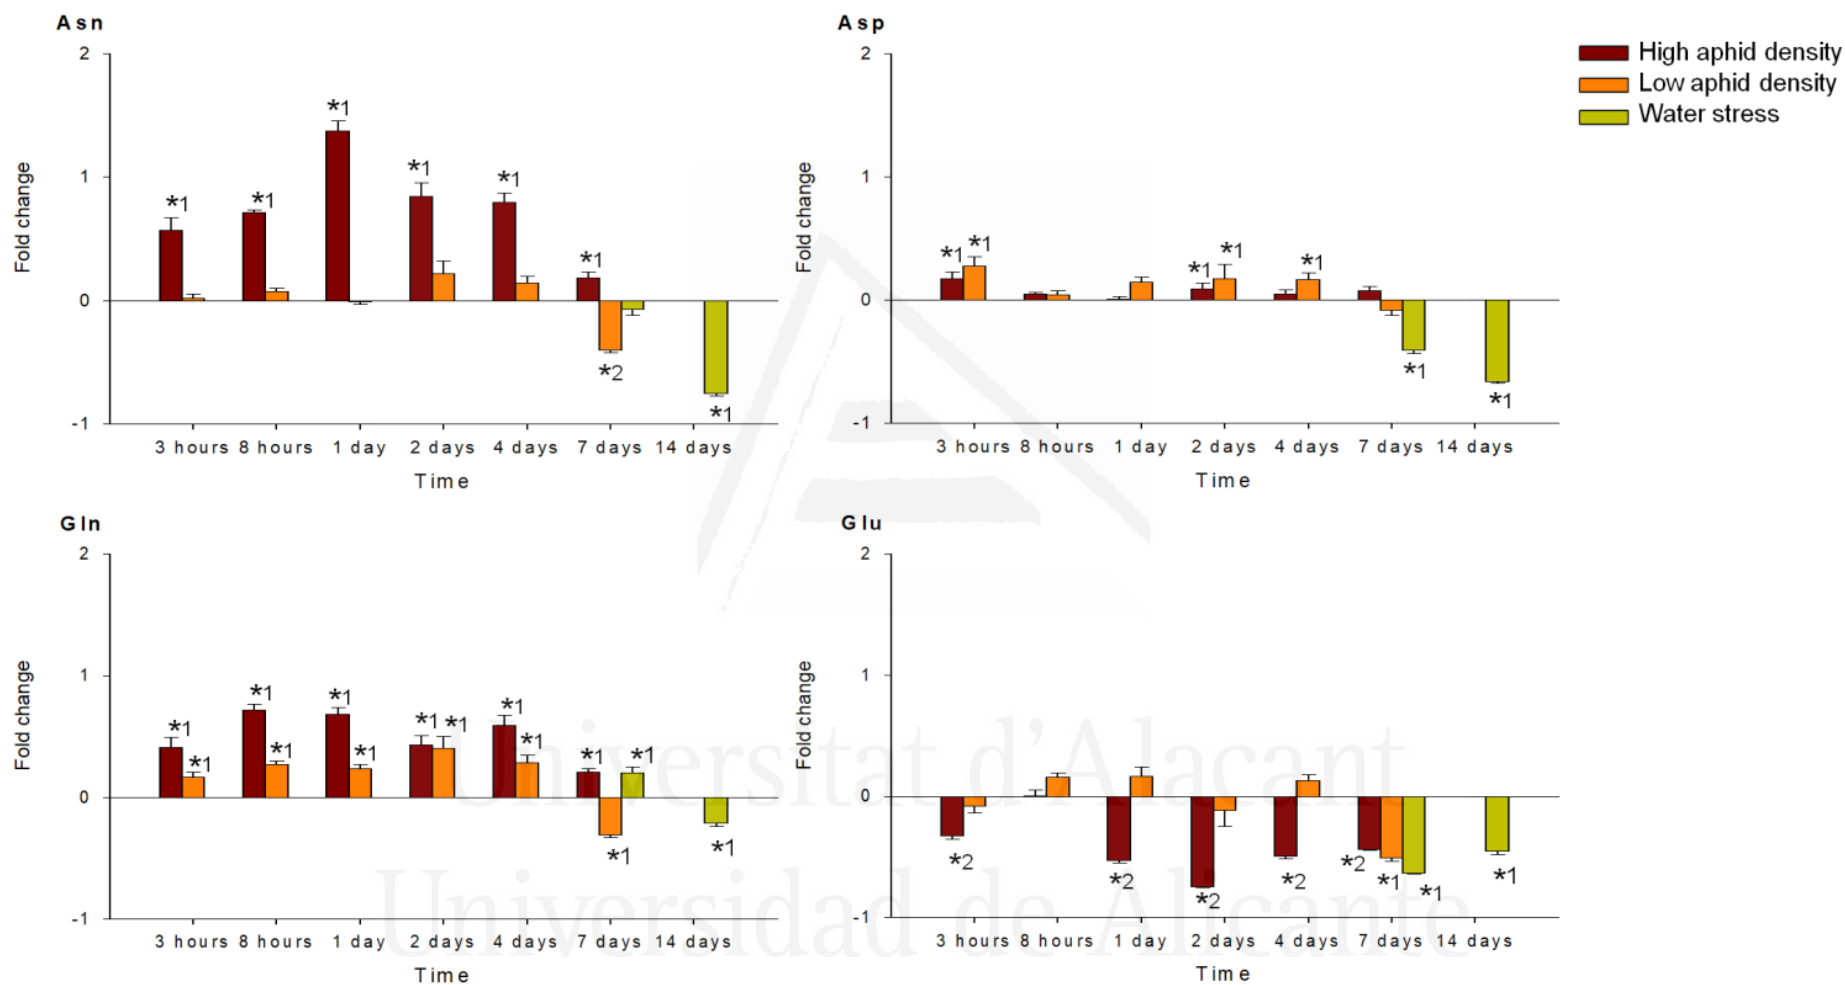 Asn
2
1
0
-1
Fold change
*1
*1
*1
*1
*1
*1
*2
*1
3 hours 8 hours 1 day 2 days 4 days 7 days 14 days
Time
Asp
2
1
0
-1
Fold change
*1
*1
*1
*1
*1
*1
*1
3 hours 8 hours 1 day 2 days 4 days 7 days 14 days
Time
High aphid density
Low aphid density
Water stress
Gln
2
1
0
-1
Fold change
*1
*1
*1
*1
*1
*1
*1
*1
*1
*1
*1
*1
*1
*1
3 hours 8 hours 1 day 2 days 4 days 7 days 14 days
Time
Glu
2
1
0
-1
Fold change
*2
*2
*2
*2
*2
*1
*1
*1
3 hours 8 hours 1 day 2 days 4 days 7 days 14 days
Time
Universitat d'Alacant
Universidad de Alicante